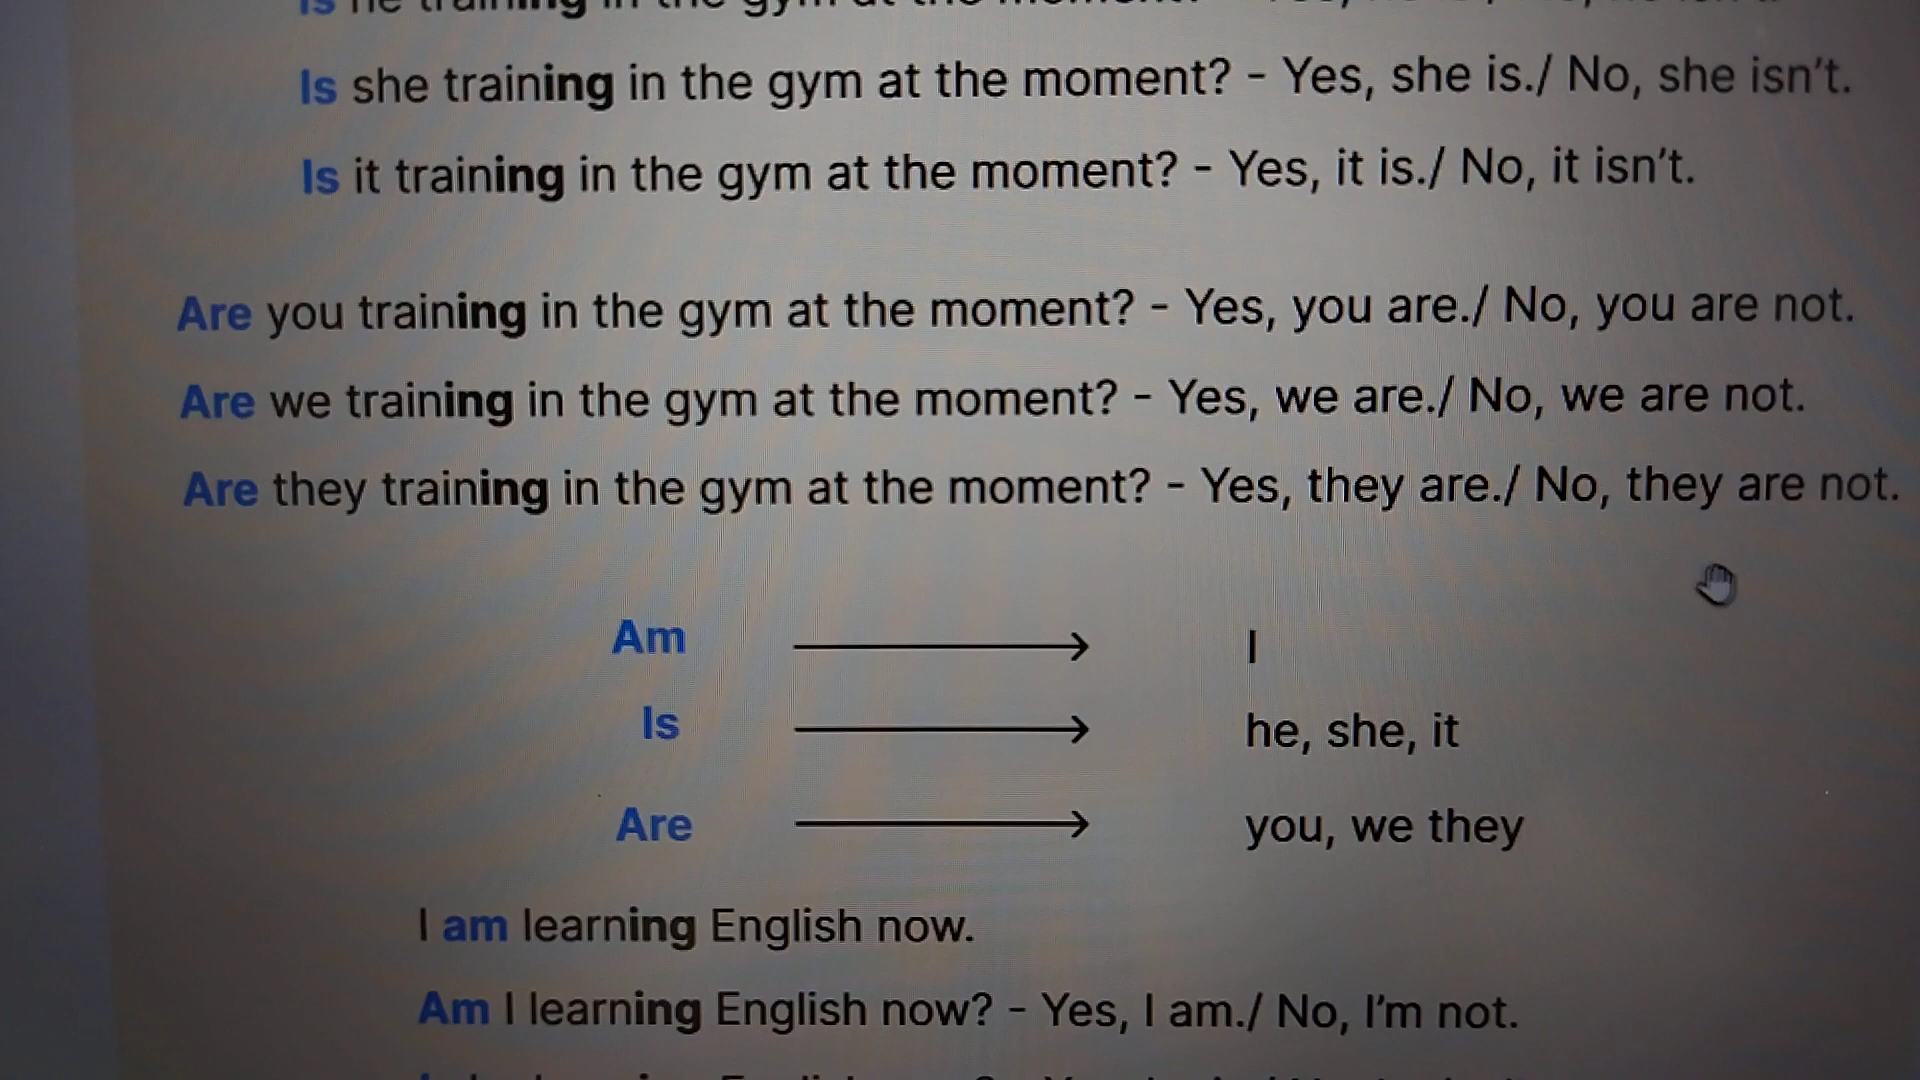 Is she training in the gym at the moment? - Yes, she is./ No, she isn't.
Is it training in the gym at the moment? - Yes, it is./ No, it isn't.
Are you training in the gym at the moment? - Yes, you are./ No, you are not.
Are we training in the gym at the moment? - Yes, we are./ No, we are not.
Are they training in the gym at the moment? - Yes, they are./ No, they are not.
Am → I
Is → he, she, it
Are → you, we they
I am learning English now.
Am I learning English now? - Yes, I am./ No, I'm not.